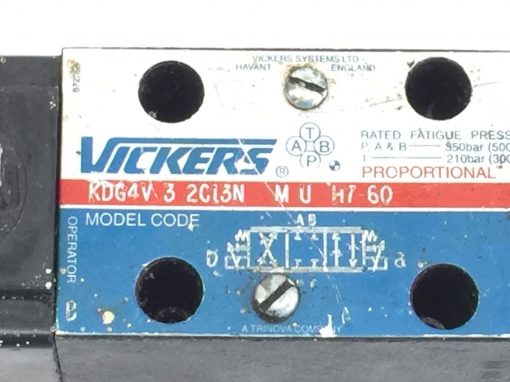 VICKERS SYSTEMS LTD
HAVANT ENGLAND
VICKERS®
T
A B
P
RATED FATIGUE PRESS
P, A & B 350bar (500
T 210bar (300
PROPORTIONAL
KDG4V 3 2C13N M U H7 60
MODEL CODE
OPERATOR
B
AB
b a
A TRINOVA COMPANY